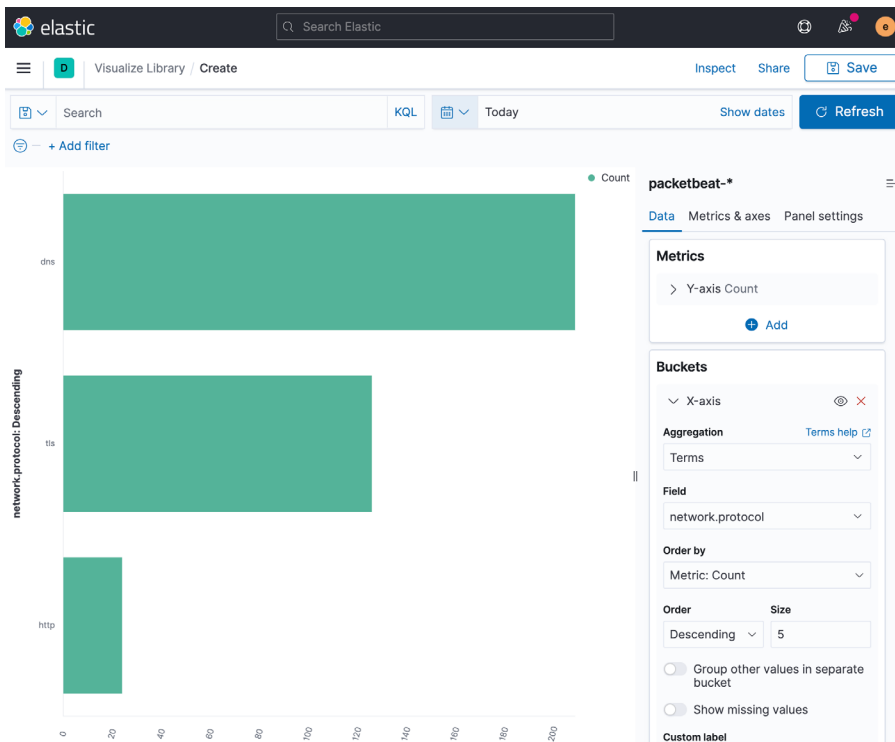 elastic
Search Elastic
e
D
Visualize Library / Create
Inspect
Share
Save
Search
KQL
Today
Show dates
Refresh
+ Add filter
Count
dns
tls
http
network.protocol: Descending
0
20
40
60
80
100
120
140
160
180
200
packetbeat-*
Data
Metrics & axes
Panel settings
Metrics
Y-axis Count
Add
Buckets
X-axis
Aggregation
Terms help
Terms
Field
network.protocol
Order by
Metric: Count
Order
Size
Descending
5
Group other values in separate
bucket
Show missing values
Custom label